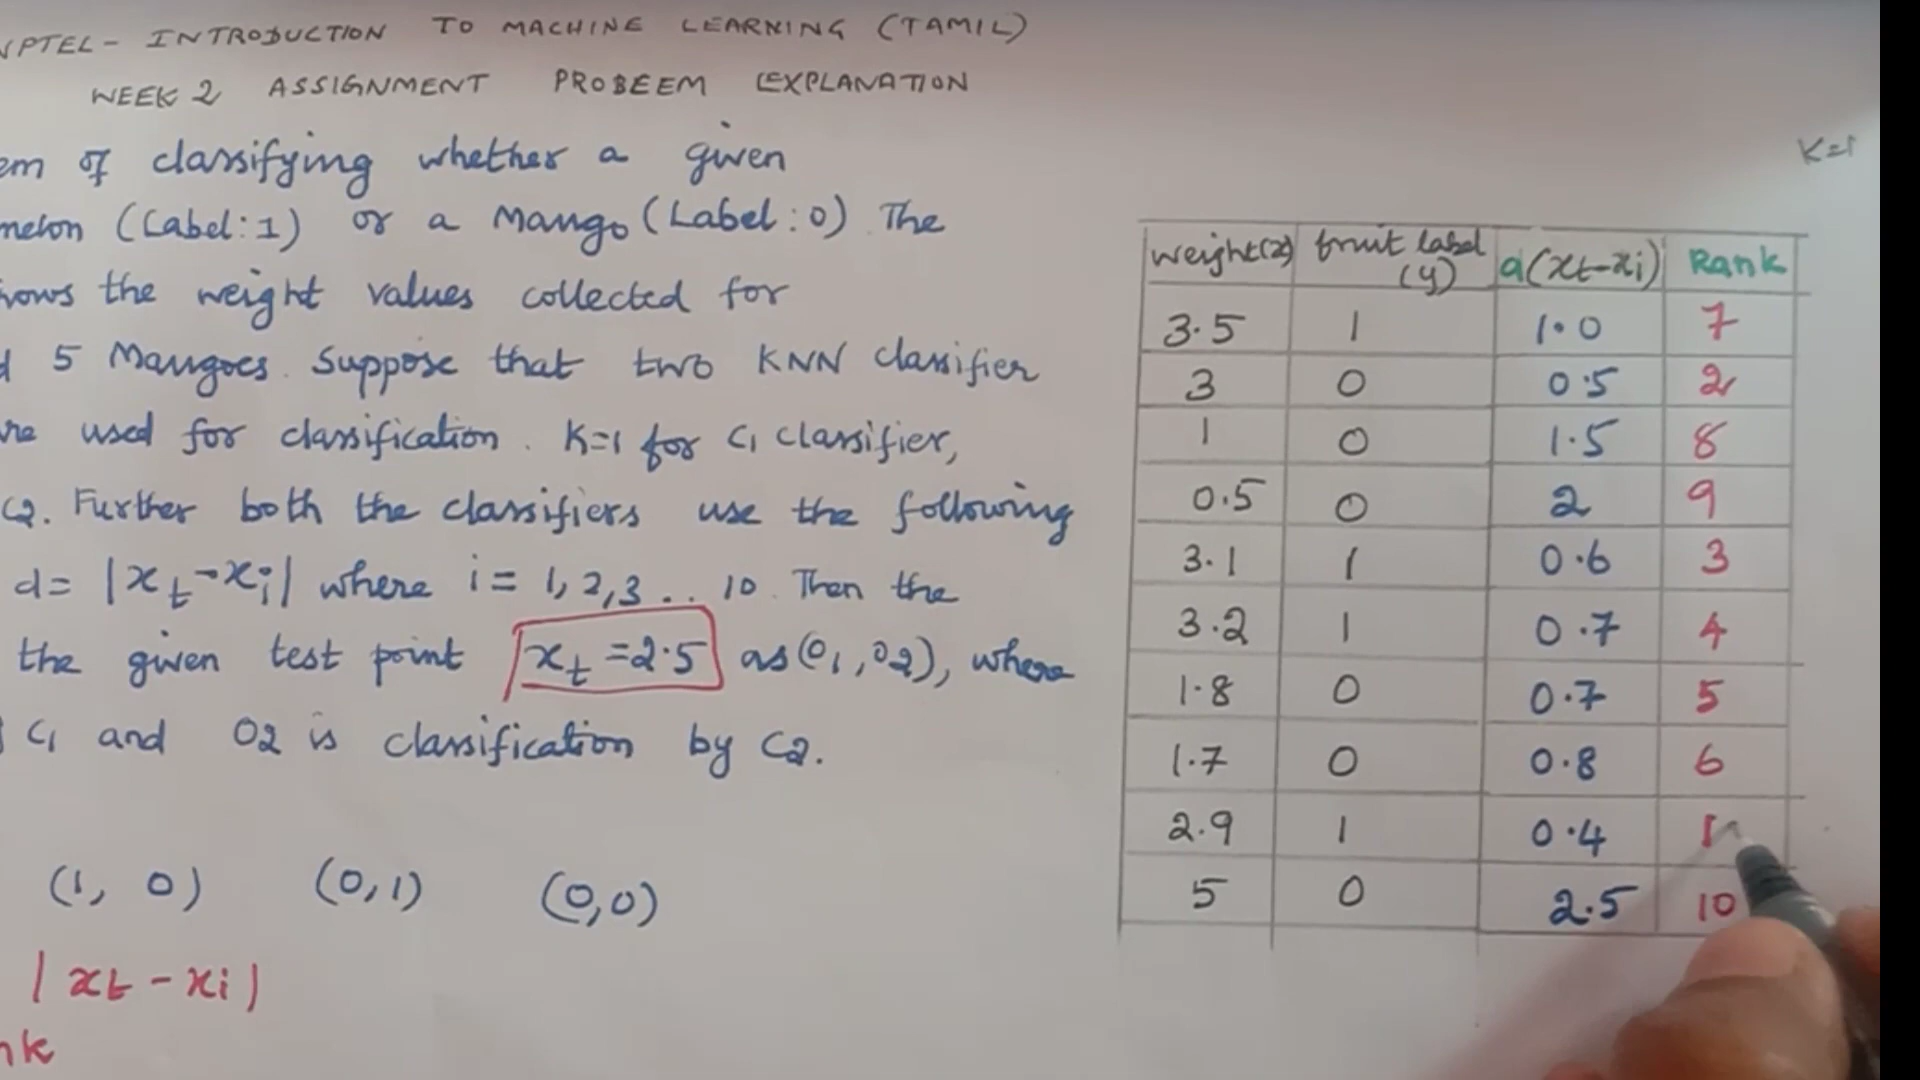 NPTEL- INTRODUCTION TO MACHINE LEARNING (TAMIL)
WEEK 2 ASSIGNMENT PROBEEM EXPLANATION
of classifying whether a given
(Label:1) or a Mango (Label:0) The
the weight values collected for
5 Mangoes. Suppose that two KNN classifier
used for classification. K=1 for C1 classifier,
C2. Further both the classifiers use the following
d= |xt-xi| where i= 1,2,3... 10. Then the
the given test point xt=2.5 as (O1,O2), where
C1 and O2 is classification by C2.
(1, 0) (0,1) (0,0)
|xt-xi|
K=1
weight(x) fruit label (y) d(xt-xi) Rank
3.5 1 1.0 7
3 0 0.5 2
1 0 1.5 8
0.5 0 2 9
3.1 1 0.6 3
3.2 1 0.7 4
1.8 0 0.7 5
1.7 0 0.8 6
2.9 1 0.4 1
5 0 2.5 10